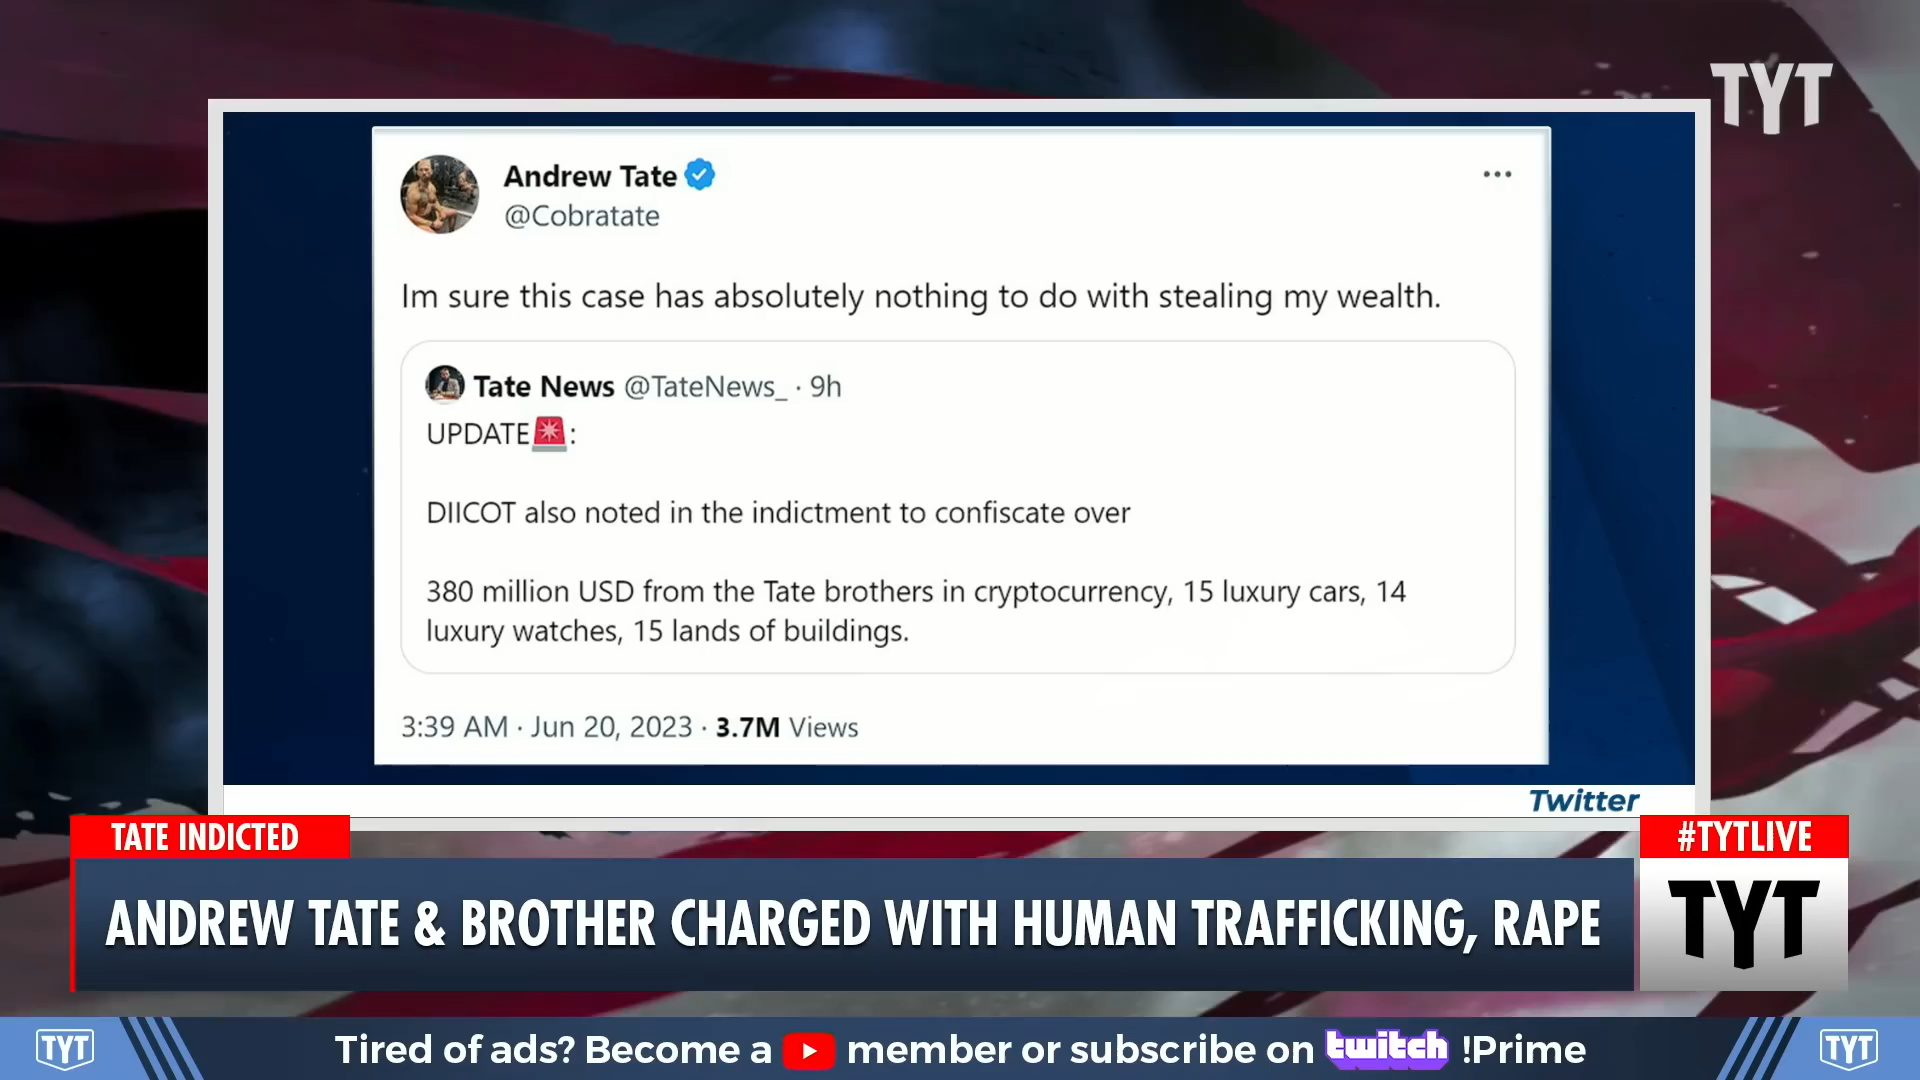 TYT
Andrew Tate
@Cobratate
Im sure this case has absolutely nothing to do with stealing my wealth.
Tate News @TateNews_ · 9h
UPDATE🚨:
DIICOT also noted in the indictment to confiscate over
380 million USD from the Tate brothers in cryptocurrency, 15 luxury cars, 14
luxury watches, 15 lands of buildings.
3:39 AM · Jun 20, 2023 · 3.7M Views
Twitter
TATE INDICTED
#TYTLIVE
ANDREW TATE & BROTHER CHARGED WITH HUMAN TRAFFICKING, RAPE
TYT
TYT
Tired of ads? Become a member or subscribe on twitch !Prime
TYT